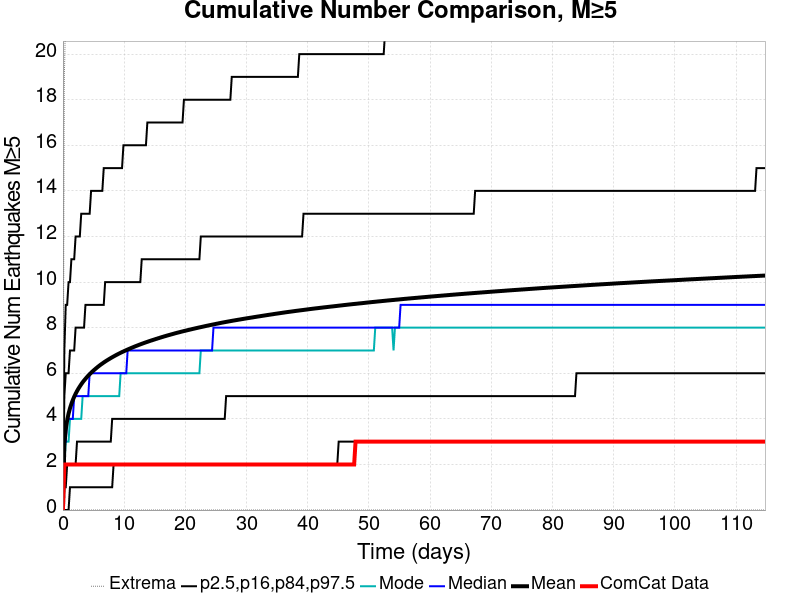 Cumulative Number Comparison, M≥5
Cumulative Num Earthquakes M≥5
20
18
16
14
12
10
8
6
4
2
0
0 10 20 30 40 50 60 70 80 90 100 110
Time (days)
Extrema p2.5,p16,p84,p97.5 Mode Median Mean ComCat Data